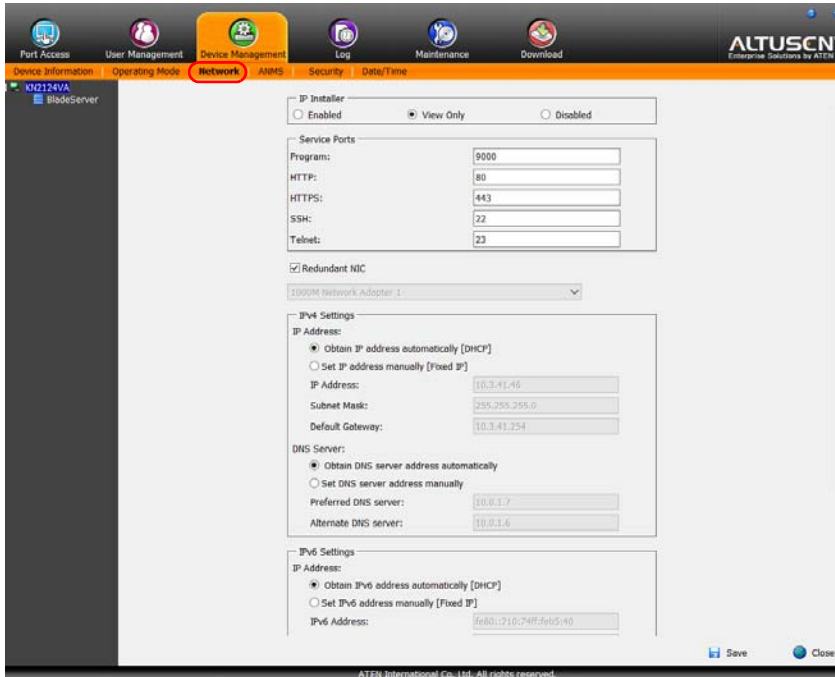 Port Access User Management Device Management Log Maintenance Download
ALTUSCN
Enterprise Solutions by ATEN
Device Information Operating Mode Network ANMS Security Date/Time
KN2124VA
BladeServer
IP Installer
Enabled View Only Disabled
Service Ports
Program: 9000
HTTP: 80
HTTPS: 443
SSH: 22
Telnet: 23
Redundant NIC
1000M Network Adapter 1
IPv4 Settings
IP Address:
Obtain IP address automatically [DHCP]
Set IP address manually [Fixed IP]
IP Address: 10.3.41.46
Subnet Mask: 255.255.255.0
Default Gateway: 10.3.41.254
DNS Server:
Obtain DNS server address automatically
Set DNS server address manually
Preferred DNS server: 10.0.1.7
Alternate DNS server: 10.0.1.6
IPv6 Settings
IP Address:
Obtain IPv6 address automatically [DHCP]
Set IPv6 address manually [Fixed IP]
IPv6 Address: fe80::210:74ff:feb5:40
Save Close
ATEN International Co. Ltd. All rights reserved.